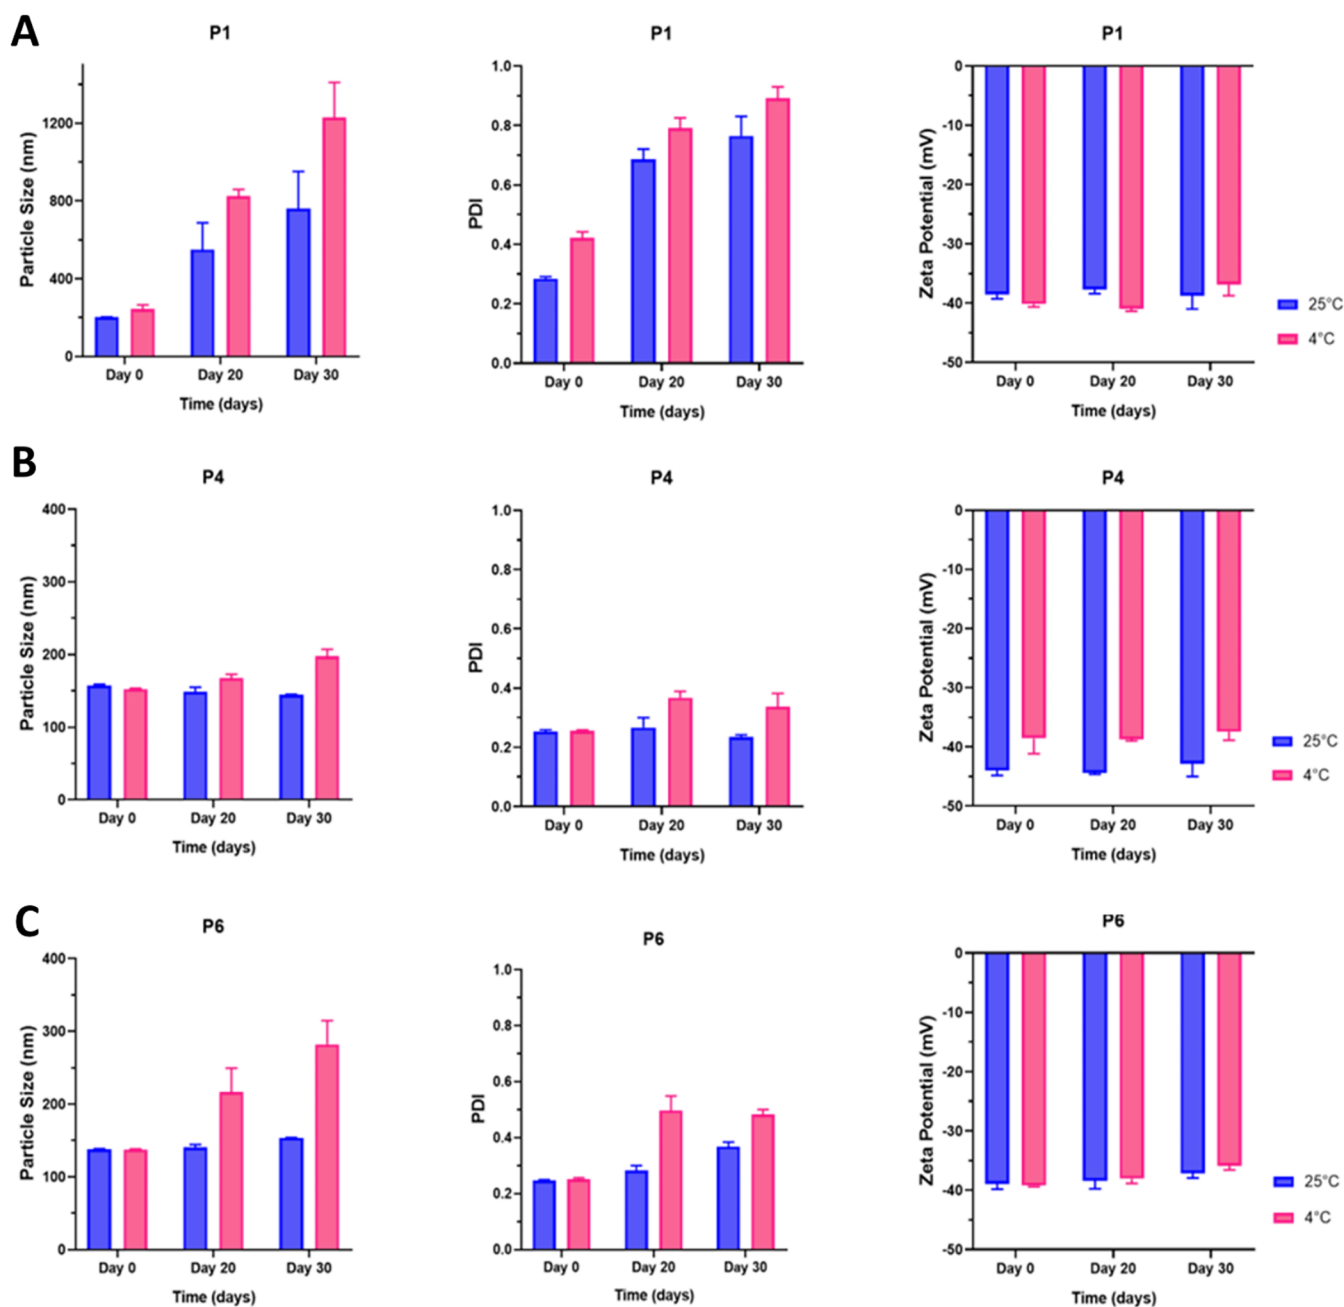 A
P1
Particle Size (nm)
1200
800
400
0
Day 0 Day 20 Day 30
Time (days)
P1
PDI
1.0
0.8
0.6
0.4
0.2
0.0
Day 0 Day 20 Day 30
Time (days)
P1
Zeta Potential (mV)
0
-10
-20
-30
-40
-50
Day 0 Day 20 Day 30
Time (days)
25°C
4°C
B
P4
Particle Size (nm)
400
300
200
100
0
Day 0 Day 20 Day 30
Time (days)
P4
PDI
1.0
0.8
0.6
0.4
0.2
0.0
Day 0 Day 20 Day 30
Time (days)
P4
Zeta Potential (mV)
0
-10
-20
-30
-40
-50
Day 0 Day 20 Day 30
Time (days)
25°C
4°C
C
P6
Particle Size (nm)
400
300
200
100
0
Day 0 Day 20 Day 30
Time (days)
P6
PDI
1.0
0.8
0.6
0.4
0.2
0.0
Day 0 Day 20 Day 30
Time (days)
P6
Zeta Potential (mV)
0
-10
-20
-30
-40
-50
Day 0 Day 20 Day 30
Time (days)
25°C
4°C